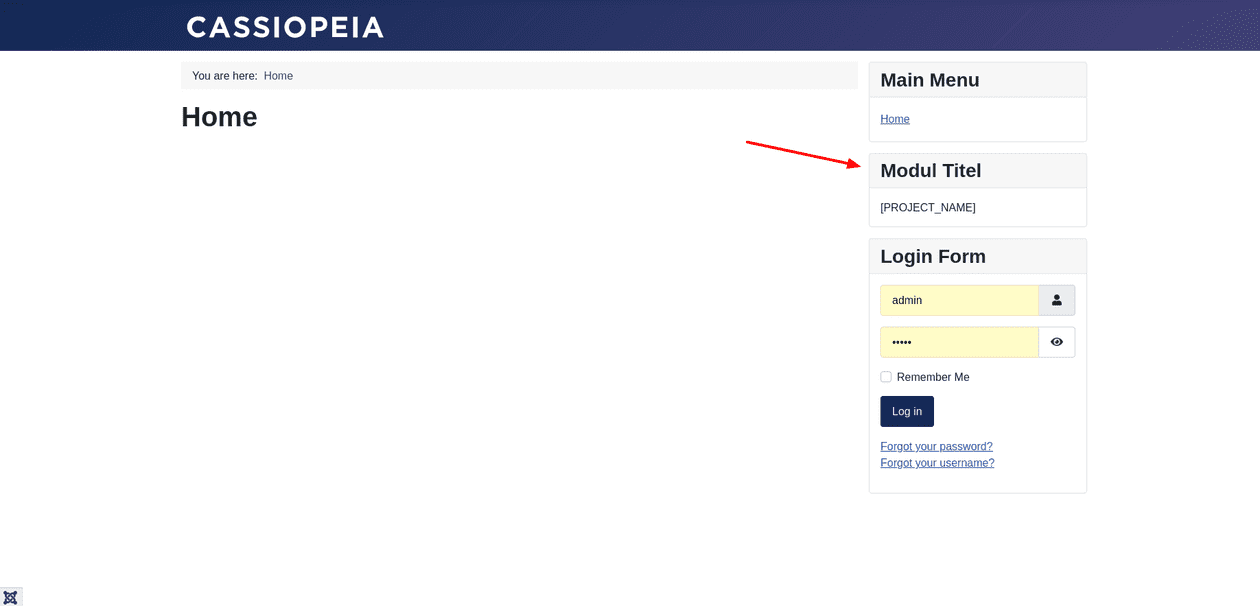 CASSIOPEIA
You are here: Home
Home
Main Menu
Home
Modul Titel
[PROJECT_NAME]
Login Form
admin
•••••
Remember Me
Log in
Forgot your password?
Forgot your username?